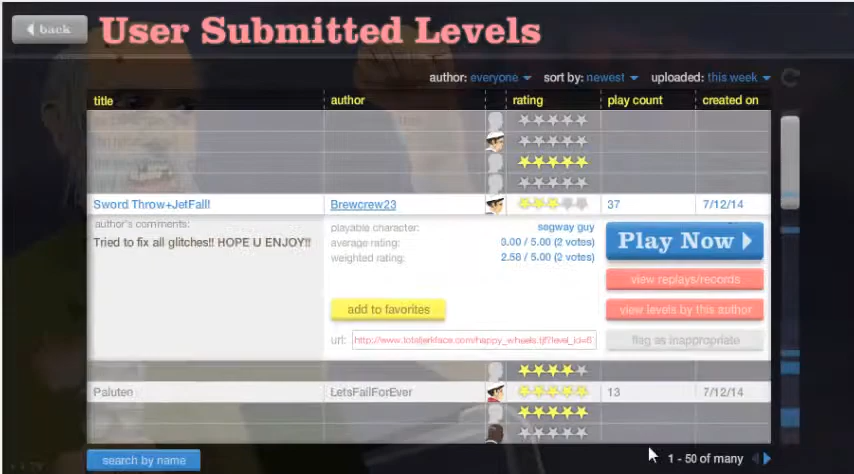 back
User Submitted Levels
author: everyone sort by: newest uploaded: this week
title author rating play count created on
Sword Throw+JetFall! Brewcrew23 37 7/12/14
author's comments:
Tried to fix all glitches!! HOPE U ENJOY!!
playable character: segway guy
average rating: 3.00 / 5.00 (2 votes)
weighted rating: 2.58 / 5.00 (2 votes)
Play Now
view replays/records
add to favorites
view levels by this author
url: http://www.totaljerkface.com/happy_wheels.tjf?level_id=6
flag as inappropriate
Paluten LetsFailForEver 13 7/12/14
search by name
1 - 50 of many